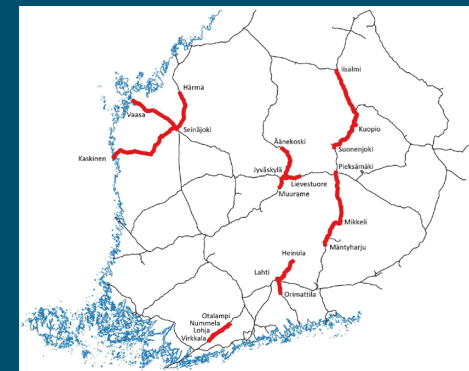 Iisalmi
Härmä
Vaasa
Kuopio
Seinäjoki
Äänekoski
Suonenjoki
Kaskinen
Jyväskylä
Pieksämäki
Lievestuore
Muurame
Mikkeli
Mäntyharju
Heinola
Lahti
Orimattila
Otalampi
Nummela
Lohja
Virkkala